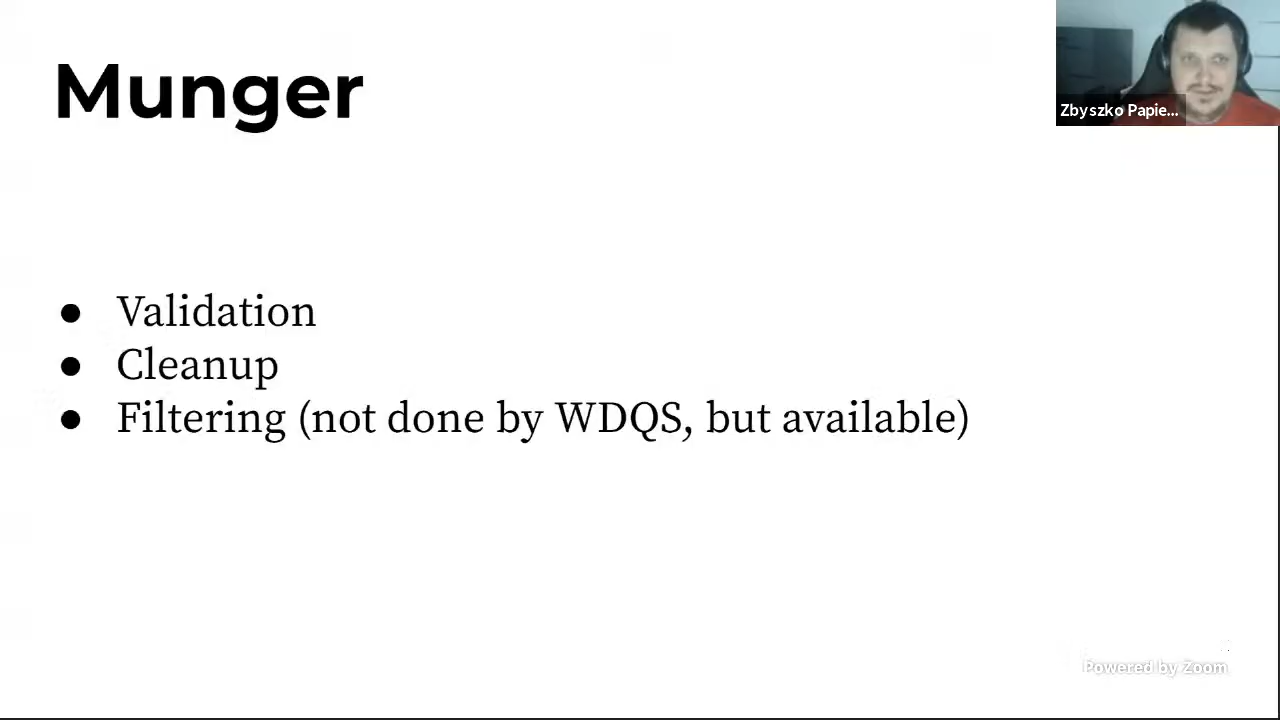 Munger
Zbyszko Papie...
● Validation
● Cleanup
● Filtering (not done by WDQS, but available)
Powered by Zoom